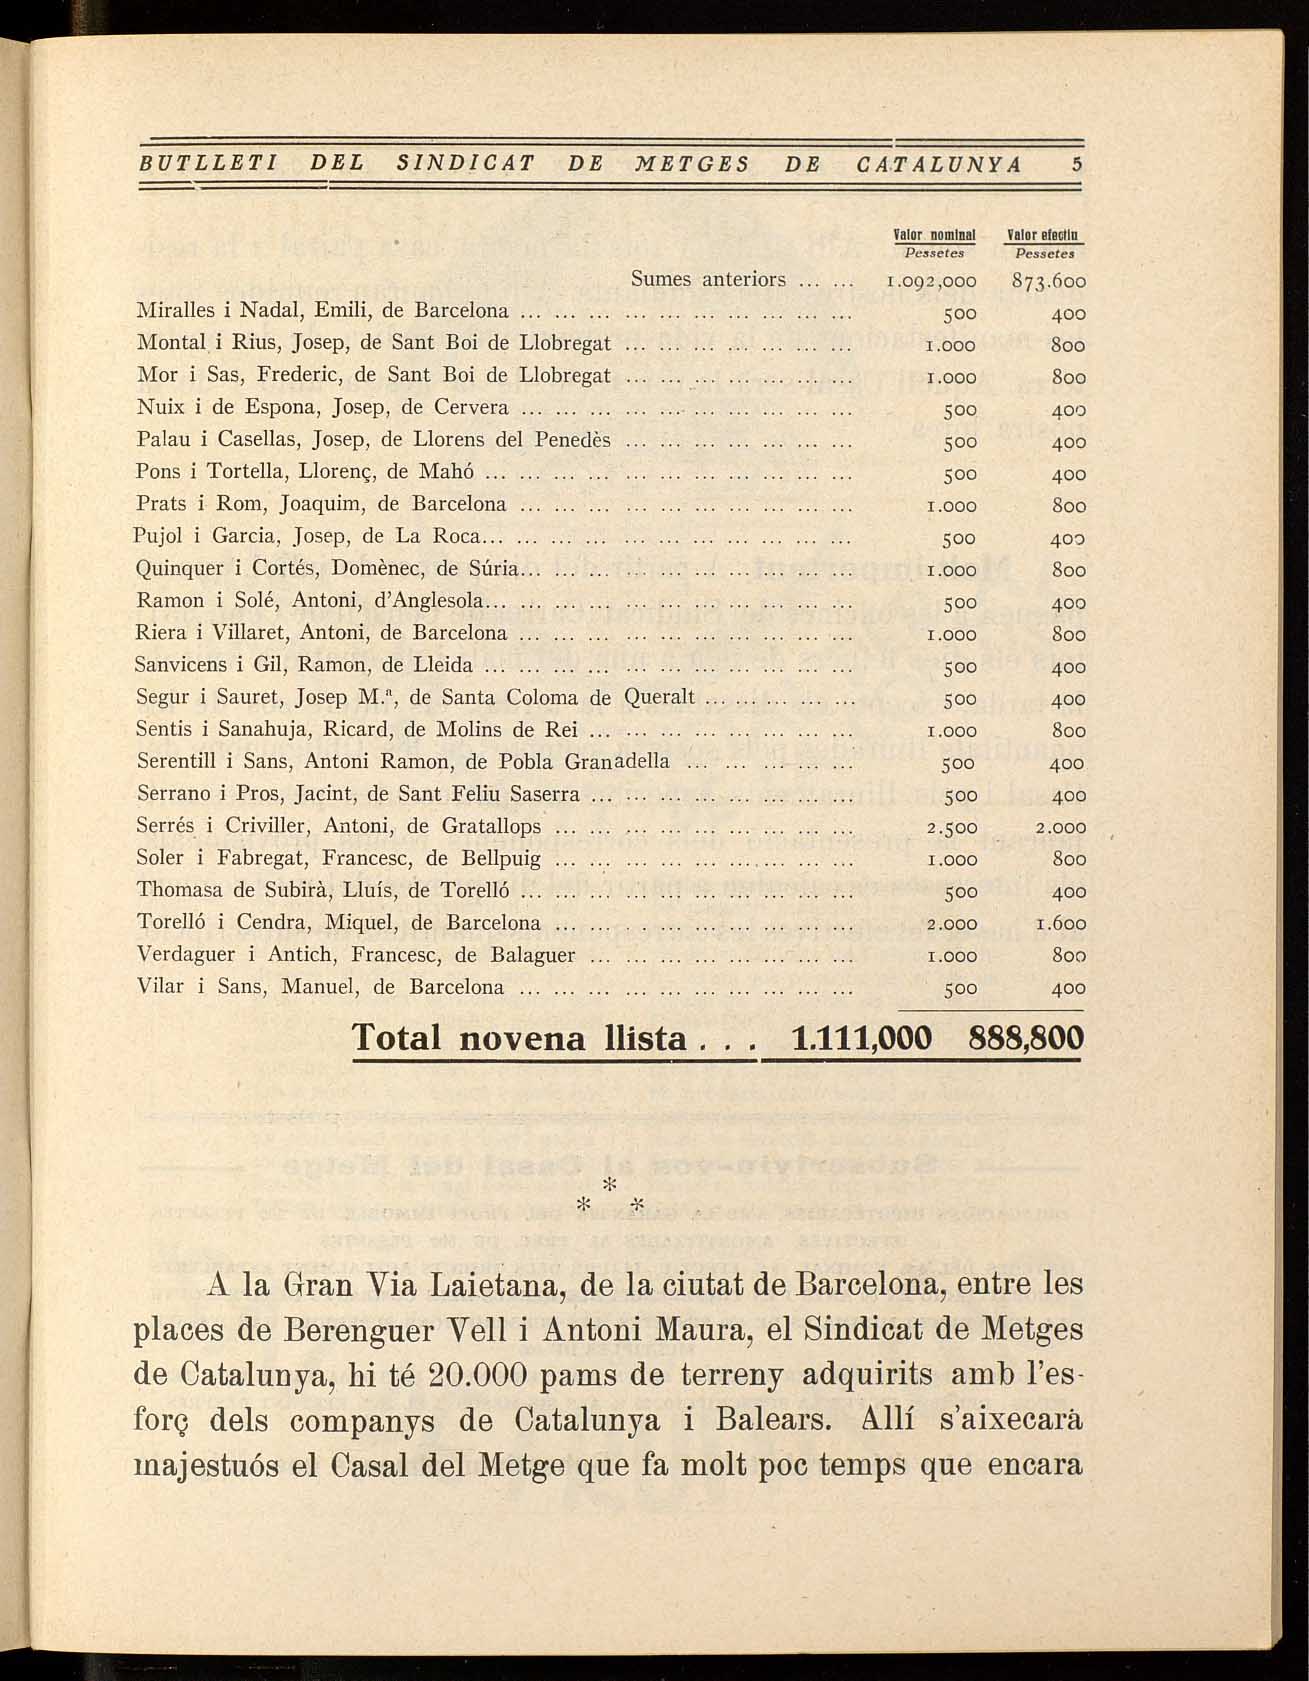 BUTLLETI DEL SINDICAT DE METGES DE CATALUNYA 5
Valor nominal Valor efectiu
Pessetes Pessetes
Sumes anteriors ... ... 1.092,000 873.600
Miralles i Nadal, Emili, de Barcelona ... ... ... ... ... ... ... ... ... ... 500 400
Montal i Rius, Josep, de Sant Boi de Llobregat ... ... ... ... ... ... ... 1.000 800
Mor i Sas, Frederic, de Sant Boi de Llobregat ... ... ... ... ... ... ... 1.000 800
Nuix i de Espona, Josep, de Cervera ... ... ... ... ... ... ... ... ... ... 500 400
Palau i Casellas, Josep, de Llorens del Penedès ... ... ... ... ... ... ... 500 400
Pons i Tortella, Llorenç, de Mahó ... ... ... ... ... ... ... ... ... ... ... 500 400
Prats i Rom, Joaquim, de Barcelona ... ... ... ... ... ... ... ... ... ... 1.000 800
Pujol i Garcia, Josep, de La Roca... ... ... ... ... ... ... ... ... ... ... 500 400
Quinquer i Cortés, Domènec, de Súria... ... ... ... ... ... ... ... ... ... 1.000 800
Ramon i Solé, Antoni, d'Anglesola... ... ... ... ... ... ... ... ... ... ... 500 400
Riera i Villaret, Antoni, de Barcelona ... ... ... ... ... ... ... ... ... ... 1.000 800
Sanvicens i Gil, Ramon, de Lleida ... ... ... ... ... ... ... ... ... ... ... 500 400
Segur i Sauret, Josep M.ª, de Santa Coloma de Queralt ... ... ... ... ... 500 400
Sentis i Sanahuja, Ricard, de Molins de Rei ... ... ... ... ... ... ... ... 1.000 800
Serentill i Sans, Antoni Ramon, de Pobla Granadella ... ... ... ... ... 500 400
Serrano i Pros, Jacint, de Sant Feliu Saserra ... ... ... ... ... ... ... ... 500 400
Serrés i Criviller, Antoni, de Gratallops ... ... ... ... ... ... ... ... ... 2.500 2.000
Soler i Fabregat, Francesc, de Bellpuig ... ... ... ... ... ... ... ... ... 1.000 800
Thomasa de Subirà, Lluís, de Torelló ... ... ... ... ... ... ... ... ... ... 500 400
Torelló i Cendra, Miquel, de Barcelona ... ... ... ... ... ... ... ... ... 2.000 1.600
Verdaguer i Antich, Francesc, de Balaguer ... ... ... ... ... ... ... ... 1.000 800
Vilar i Sans, Manuel, de Barcelona ... ... ... ... ... ... ... ... ... ... 500 400
Total novena llista . . . 1.111,000 888,800
*
* *
A la Gran Via Laietana, de la ciutat de Barcelona, entre les
places de Berenguer Vell i Antoni Maura, el Sindicat de Metges
de Catalunya, hi té 20.000 pams de terreny adquirits amb l'es-
forç dels companys de Catalunya i Balears. Allí s'aixecarà
majestuós el Casal del Metge que fa molt poc temps que encara